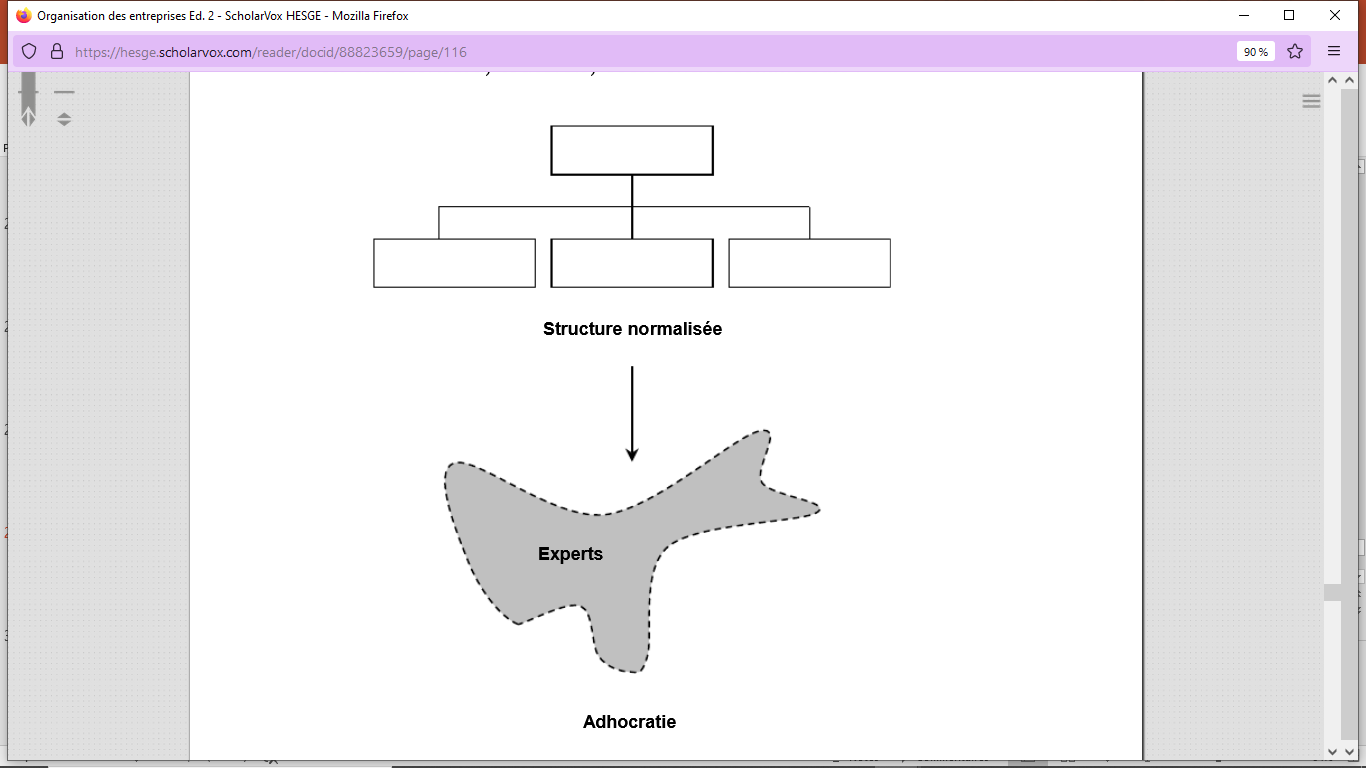 Organisation des entreprises Ed. 2 - ScholarVox HESGE - Mozilla Firefox
https://hesge.scholarvox.com/reader/docid/88823659/page/116
90 %
Structure normalisée
Experts
Adhocratie